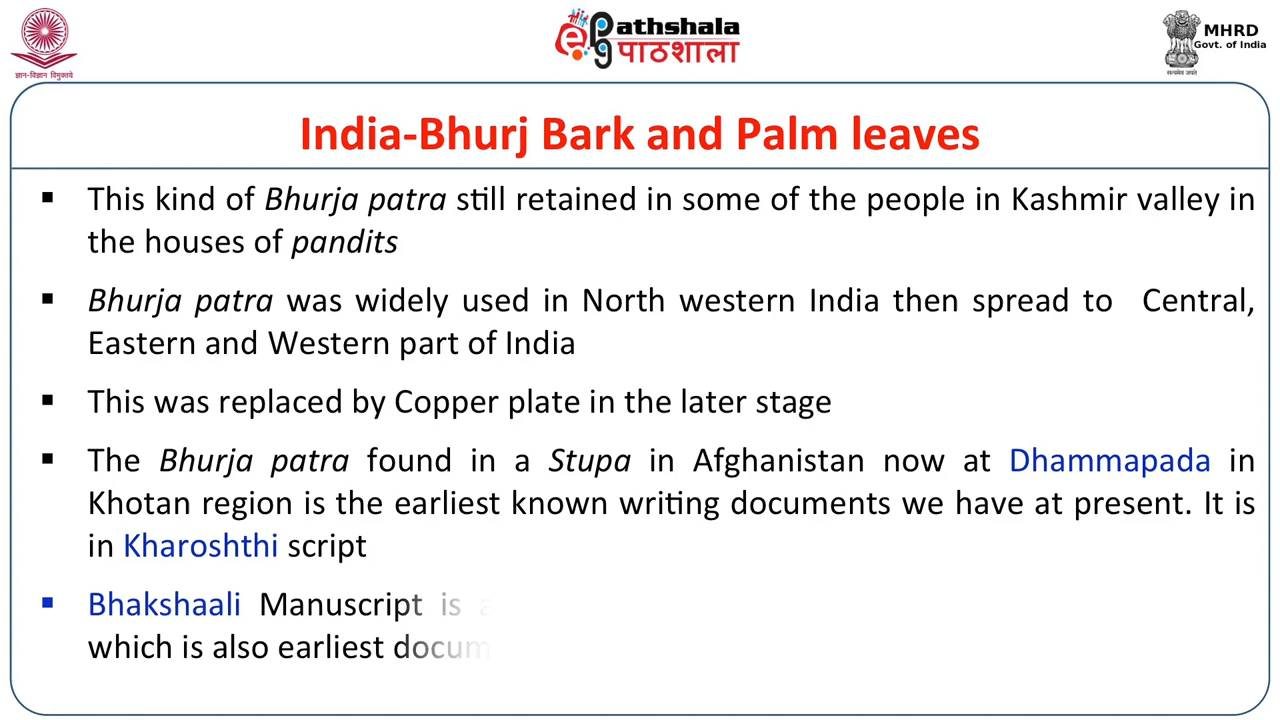 ज्ञान-विज्ञान विमुक्तये
ePathshala
पाठशाला
MHRD
Govt. of India
सत्यमेव जयते
India-Bhurj Bark and Palm leaves
▪ This kind of Bhurja patra still retained in some of the people in Kashmir valley in
the houses of pandits
▪ Bhurja patra was widely used in North western India then spread to Central,
Eastern and Western part of India
▪ This was replaced by Copper plate in the later stage
▪ The Bhurja patra found in a Stupa in Afghanistan now at Dhammapada in
Khotan region is the earliest known writing documents we have at present. It is
in Kharoshthi script
▪ Bhakshaali Manuscript is
which is also earliest docum